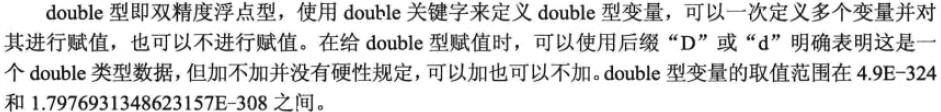 double 型即双精度浮点型，使用 double 关键字来定义 double 型变量，可以一次定义多个变量并对
其进行赋值，也可以不进行赋值。在给 double 型赋值时，可以使用后缀“D”或“d”明确表明这是一
个 double 类型数据，但加不加并没有硬性规定，可以加也可以不加。double 型变量的取值范围在 4.9E−324
和 1.7976931348623157E−308 之间。